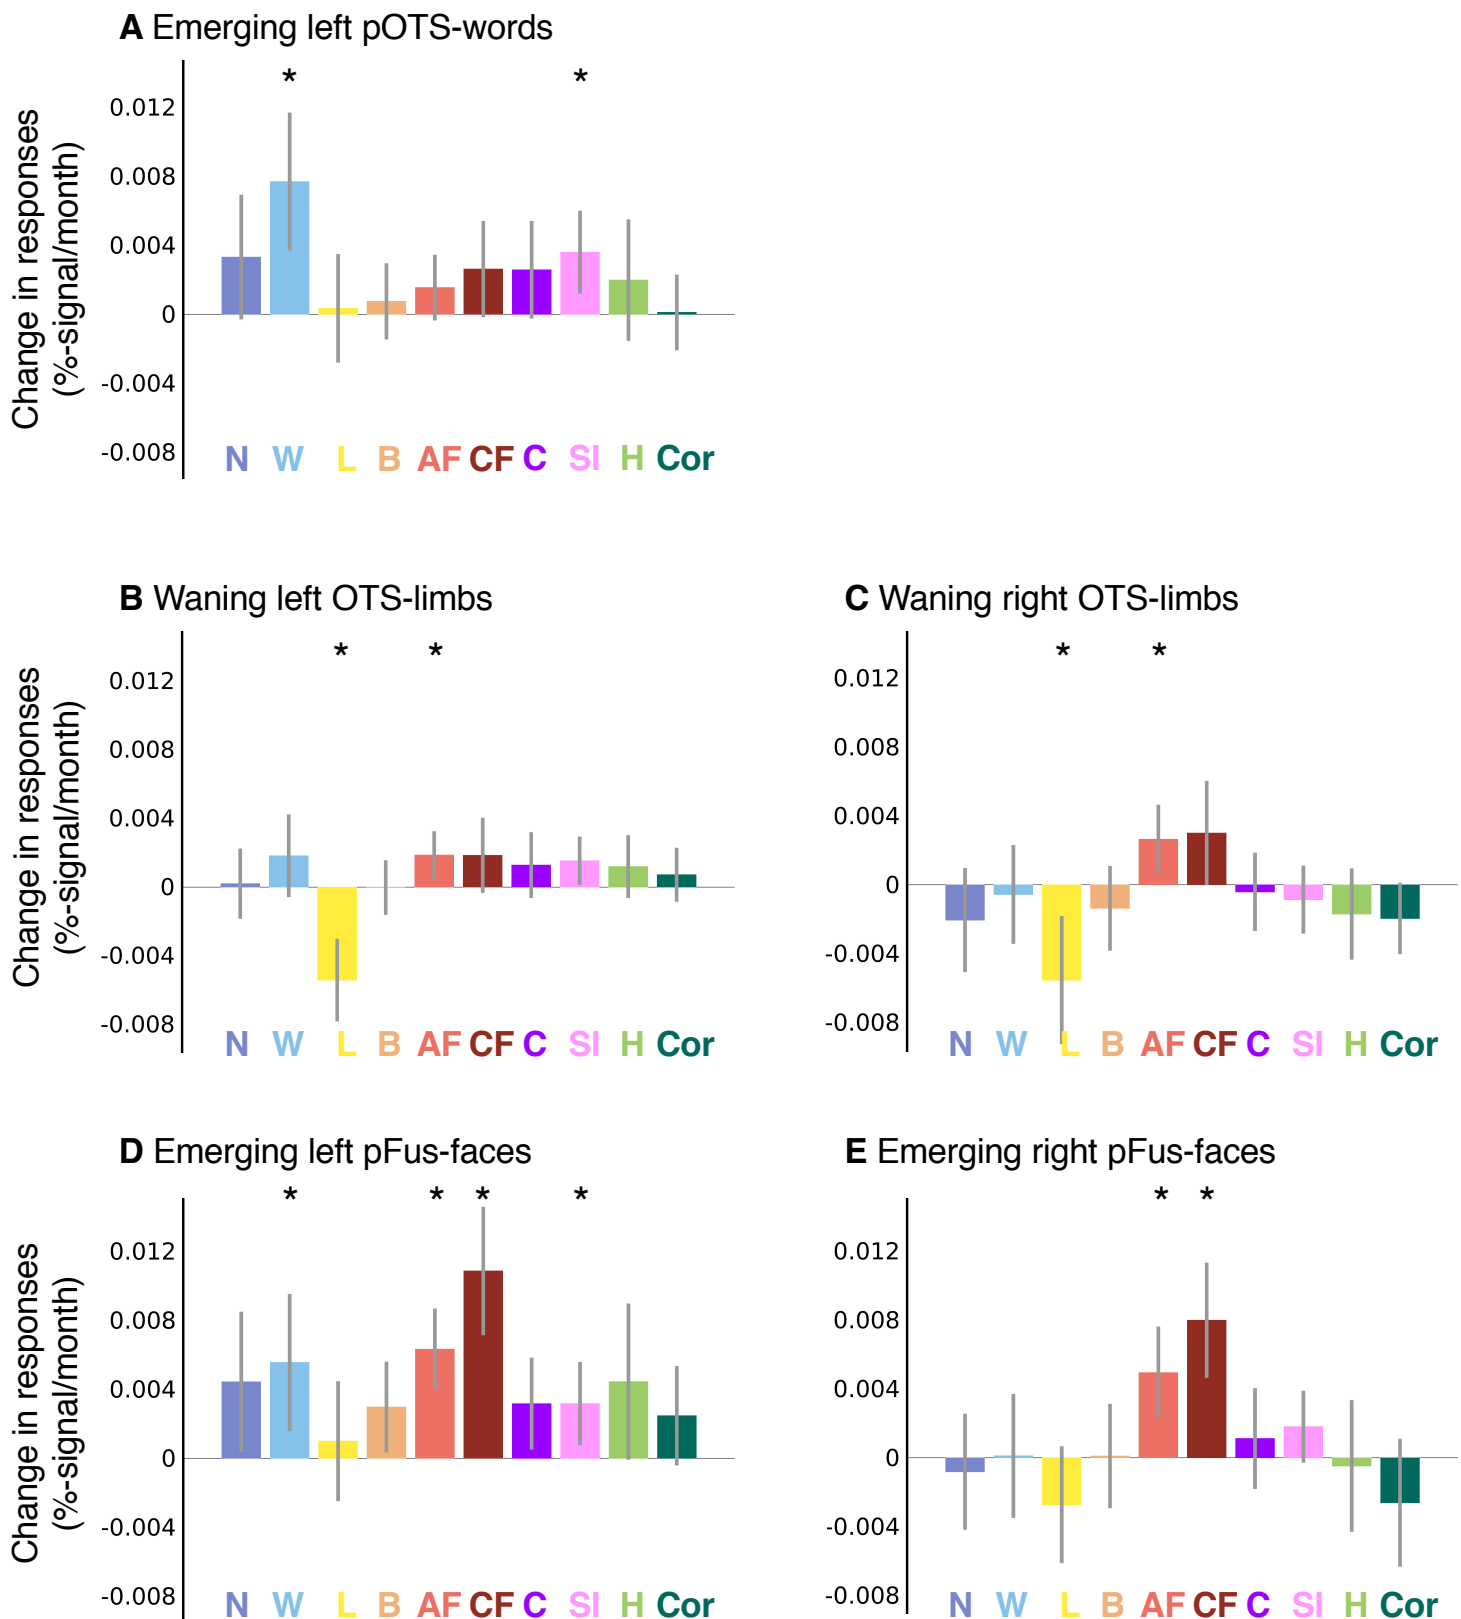 A Emerging left pOTS-words
* *
Change in responses
(%-signal/month)
0.012
0.008
0.004
0
-0.004
-0.008
N W L B AF CF C SI H Cor
B Waning left OTS-limbs
* *
Change in responses
(%-signal/month)
0.012
0.008
0.004
0
-0.004
-0.008
N W L B AF CF C SI H Cor
C Waning right OTS-limbs
* *
0.012
0.008
0.004
0
-0.004
-0.008
N W L B AF CF C SI H Cor
D Emerging left pFus-faces
* * * *
Change in responses
(%-signal/month)
0.012
0.008
0.004
0
-0.004
-0.008
N W L B AF CF C SI H Cor
E Emerging right pFus-faces
* *
0.012
0.008
0.004
0
-0.004
-0.008
N W L B AF CF C SI H Cor